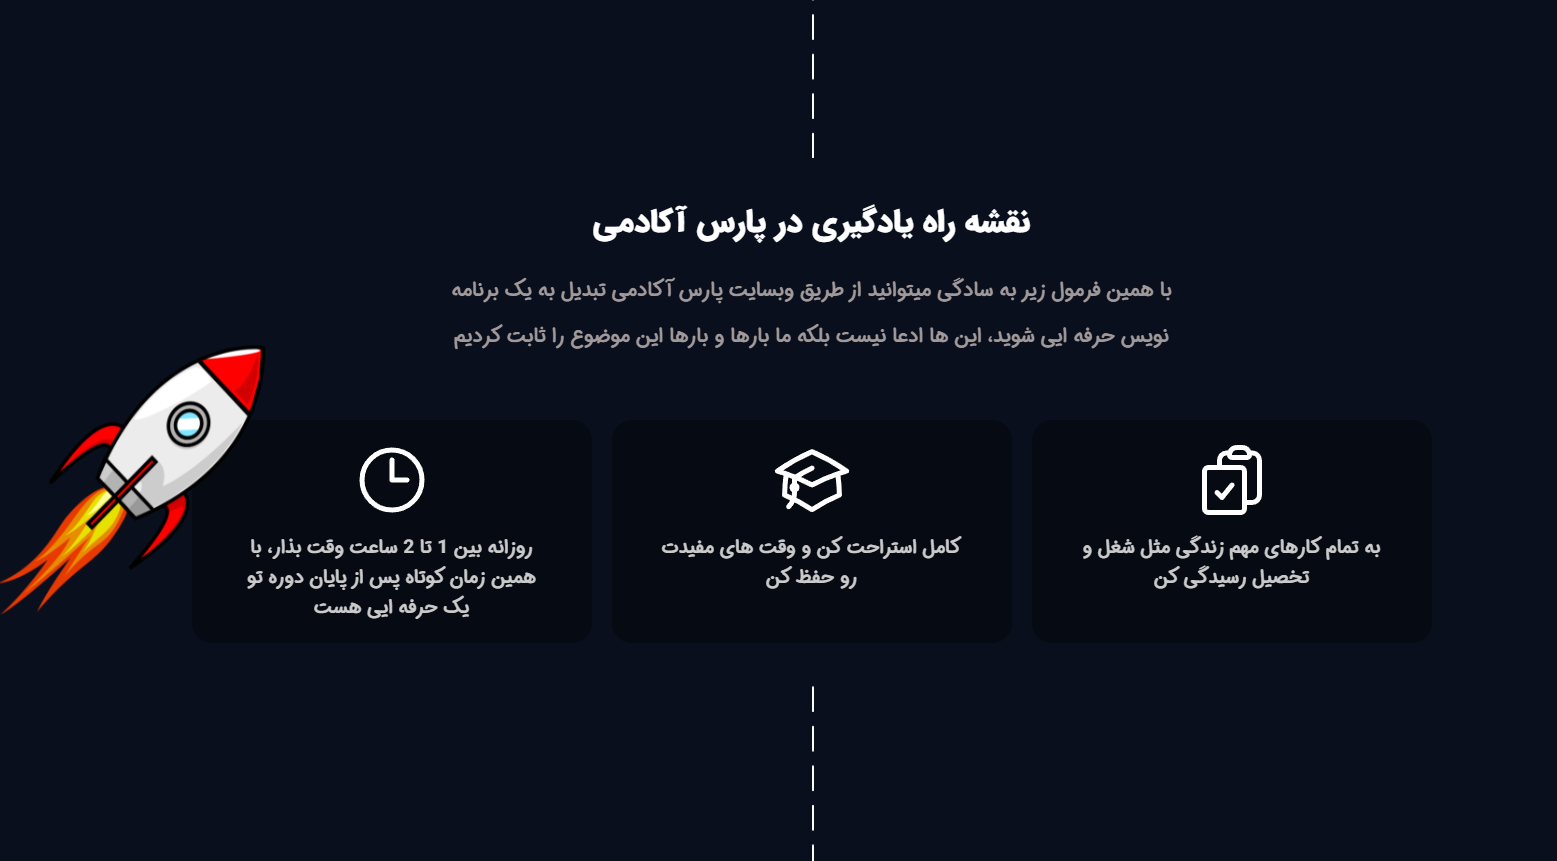 نقشه راه یادگیری در پارس آکادمی
با همین فرمول زیر به سادگی میتوانید از طریق وبسایت پارس آکادمی تبدیل به یک برنامه
نویس حرفه ایی شوید، این ها ادعا نیست بلکه ما بارها و بارها این موضوع را ثابت کردیم
به تمام کارهای مهم زندگی مثل شغل و
تخصیل رسیدگی کن
کامل استراحت کن و وقت های مفیدت
رو حفظ کن
روزانه بین 1 تا 2 ساعت وقت بذار، با
همین زمان کوتاه پس از پایان دوره تو
یک حرفه ایی هست